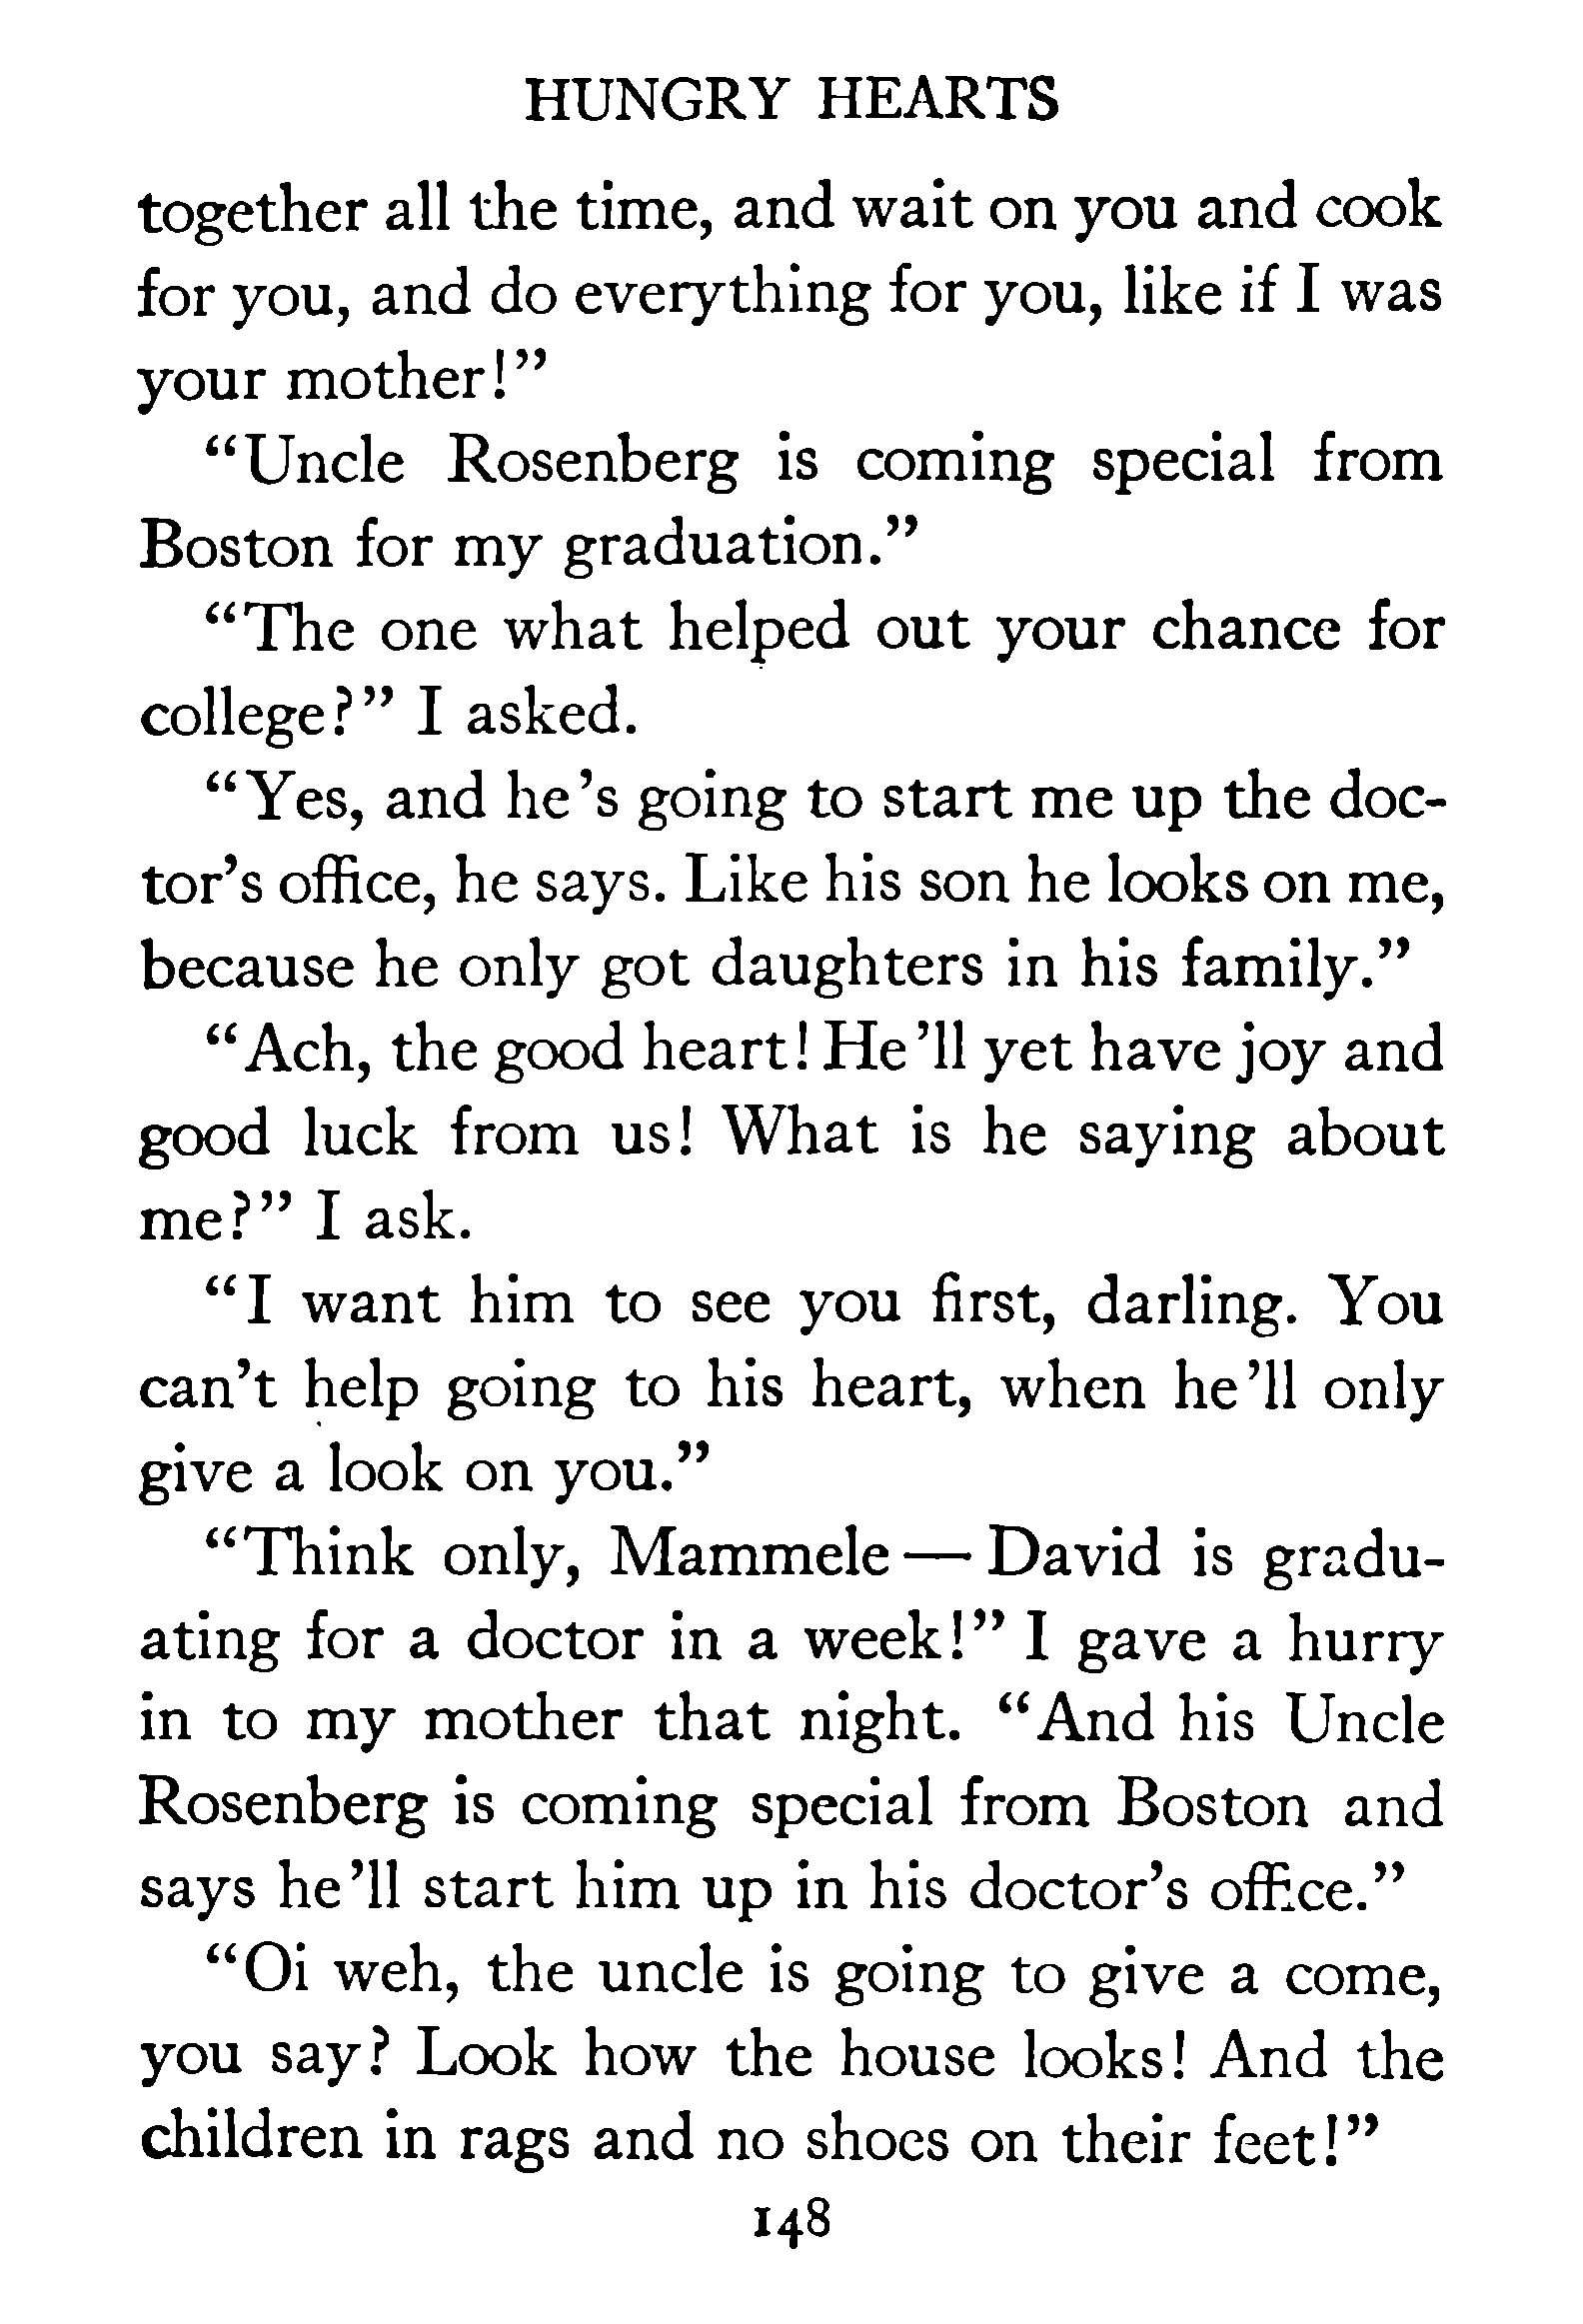 HUNGRY HEARTS
together all the time, and wait on you and cook
for you, and do everything for you, like if I was
your mother!”
“Uncle Rosenberg is coming special from
Boston for my graduation.”
“The one what helped out your chance for
college?” I asked.
“Yes, and he’s going to start me up the doc-
tor’s office, he says. Like his son he looks on me,
because he only got daughters in his family.”
“Ach, the good heart! He’ll yet have joy and
good luck from us! What is he saying about
me?” I ask.
“I want him to see you first, darling. You
can’t help going to his heart, when he’ll only
give a look on you.”
“Think only, Mammele — David is gradu-
ating for a doctor in a week!” I gave a hurry
in to my mother that night. “And his Uncle
Rosenberg is coming special from Boston and
says he’ll start him up in his doctor’s office.”
“Oi weh, the uncle is going to give a come,
you say? Look how the house looks! And the
children in rags and no shoes on their feet!”
148